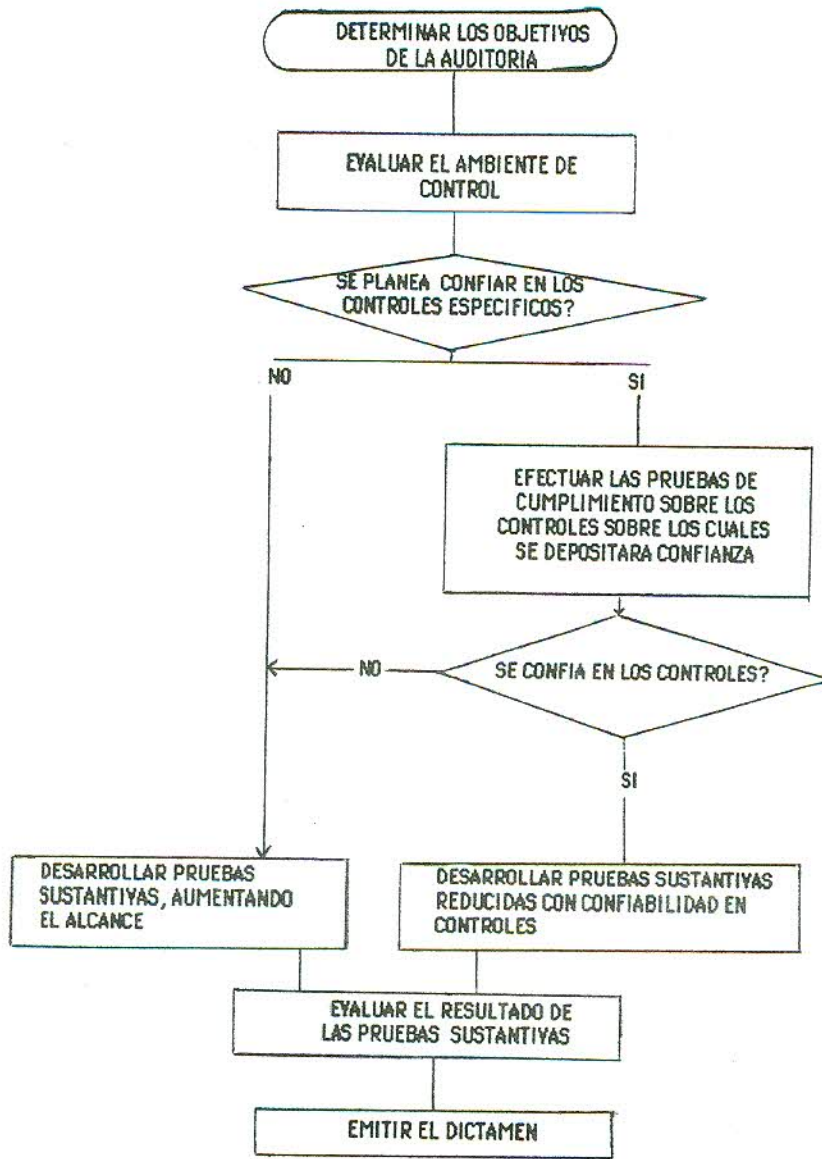 DETERMINAR LOS OBJETIVOS
DE LA AUDITORIA
EVALUAR EL AMBIENTE DE
CONTROL
SE PLANEA CONFIAR EN LOS
CONTROLES ESPECIFICOS?
NO
SI
EFECTUAR LAS PRUEBAS DE
CUMPLIMIENTO SOBRE LOS
CONTROLES SOBRE LOS CUALES
SE DEPOSITARA CONFIANZA
NO
SE CONFIA EN LOS CONTROLES?
SI
DESARROLLAR PRUEBAS
SUSTANTIVAS, AUMENTANDO
EL ALCANCE
DESARROLLAR PRUEBAS SUSTANTIVAS
REDUCIDAS CON CONFIABILIDAD EN
CONTROLES
EVALUAR EL RESULTADO DE
LAS PRUEBAS SUSTANTIVAS
EMITIR EL DICTAMEN